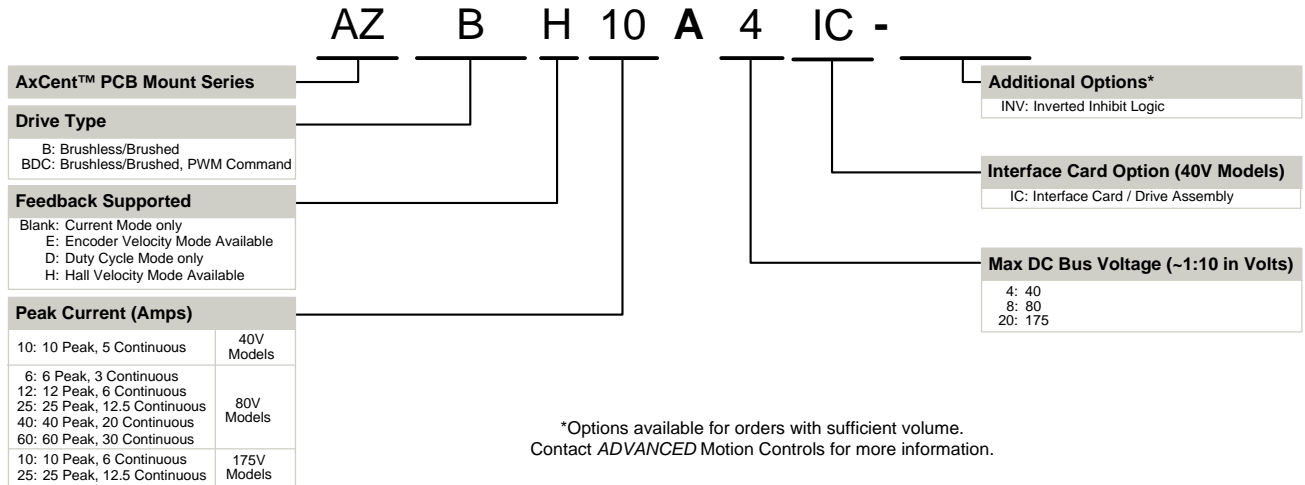 AZ B H 10 A 4 IC -
AxCent™ PCB Mount Series
Drive Type
B: Brushless/Brushed
BDC: Brushless/Brushed, PWM Command
Feedback Supported
Blank: Current Mode only
E: Encoder Velocity Mode Available
D: Duty Cycle Mode only
H: Hall Velocity Mode Available
Peak Current (Amps)
10: 10 Peak, 5 Continuous
40V
Models
6: 6 Peak, 3 Continuous
12: 12 Peak, 6 Continuous
25: 25 Peak, 12.5 Continuous
40: 40 Peak, 20 Continuous
60: 60 Peak, 30 Continuous
80V
Models
10: 10 Peak, 6 Continuous
25: 25 Peak, 12.5 Continuous
175V
Models
Additional Options*
INV: Inverted Inhibit Logic
Interface Card Option (40V Models)
IC: Interface Card / Drive Assembly
Max DC Bus Voltage (~1:10 in Volts)
4: 40
8: 80
20: 175
*Options available for orders with sufficient volume.
Contact ADVANCED Motion Controls for more information.